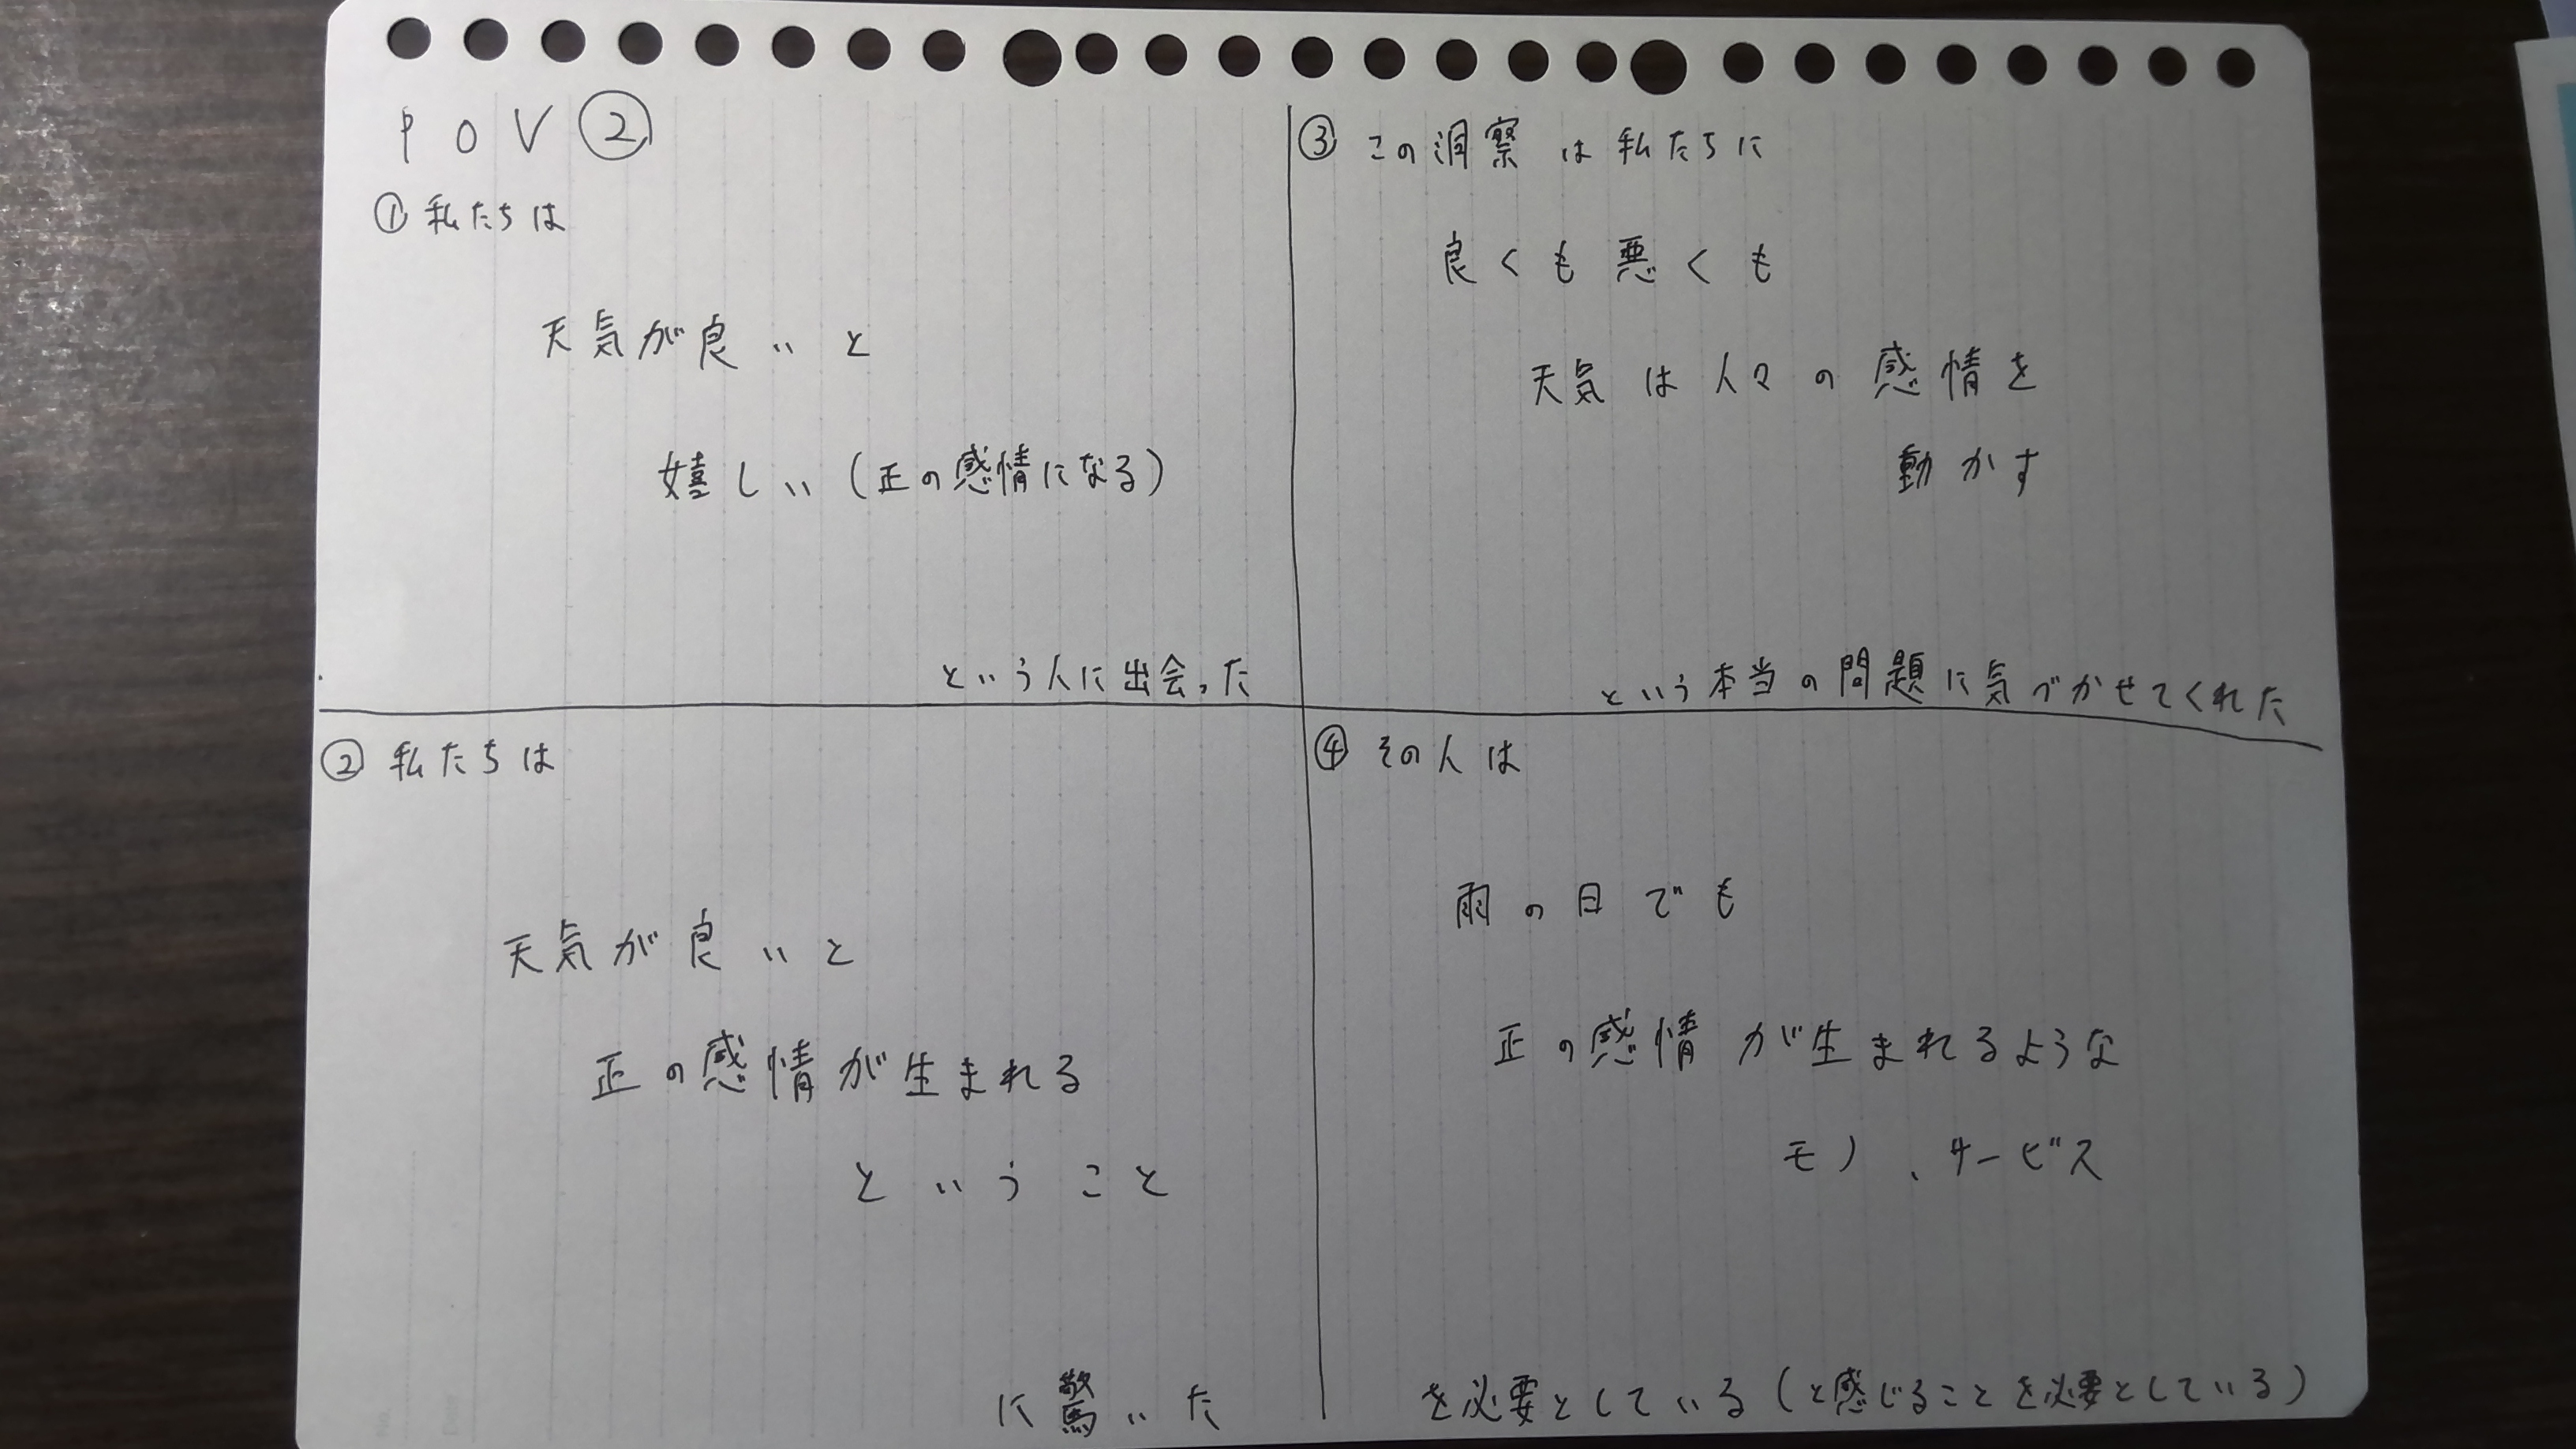 POV②
①私たちは
天気が良いと
嬉しい(正の感情になる)
という人に出会った
②私たちは
天気が良いと
正の感情が生まれる
ということ
に驚いた
③この洞察は私たちに
良くも悪くも
天気は人々の感情を
動かす
という本当の問題に気づかせてくれた
④その人は
雨の日でも
正の感情が生まれるような
モノ、サービス
を必要としている(と感じることを必要としている)